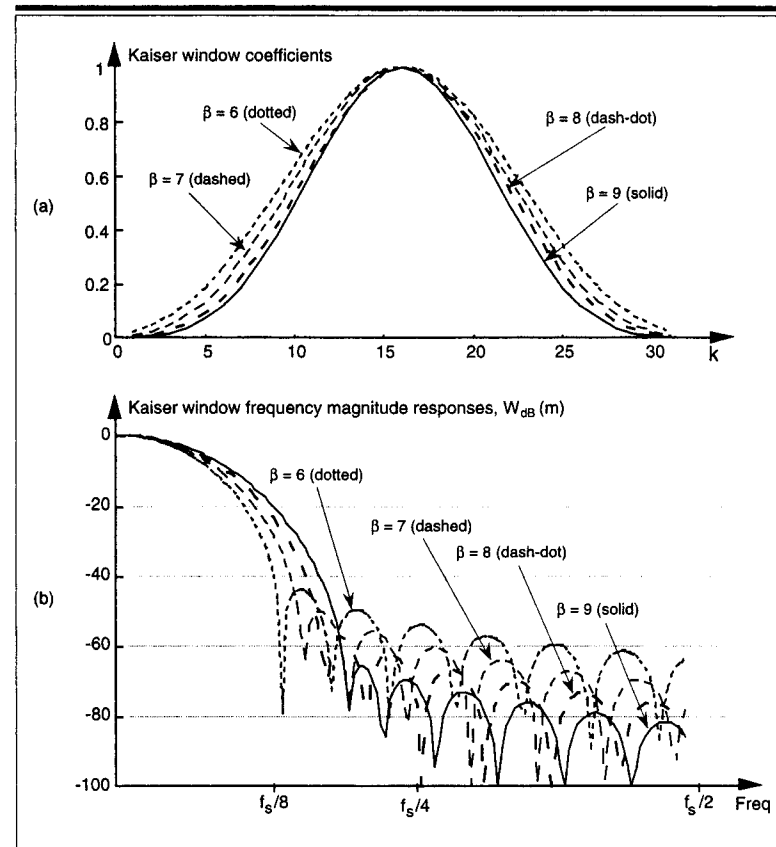 Kaiser window coefficients
1
β = 6 (dotted)
0.8
β = 8 (dash-dot)
0.6
β = 7 (dashed)
β = 9 (solid)
(a)
0.4
0.2
0
0 5 10 15 20 25 30 k
Kaiser window frequency magnitude responses, W_dB (m)
0
β = 6 (dotted)
-20
β = 7 (dashed)
β = 8 (dash-dot)
-40
(b)
β = 9 (solid)
-60
-80
-100
f_s/8 f_s/4 f_s/2 Freq